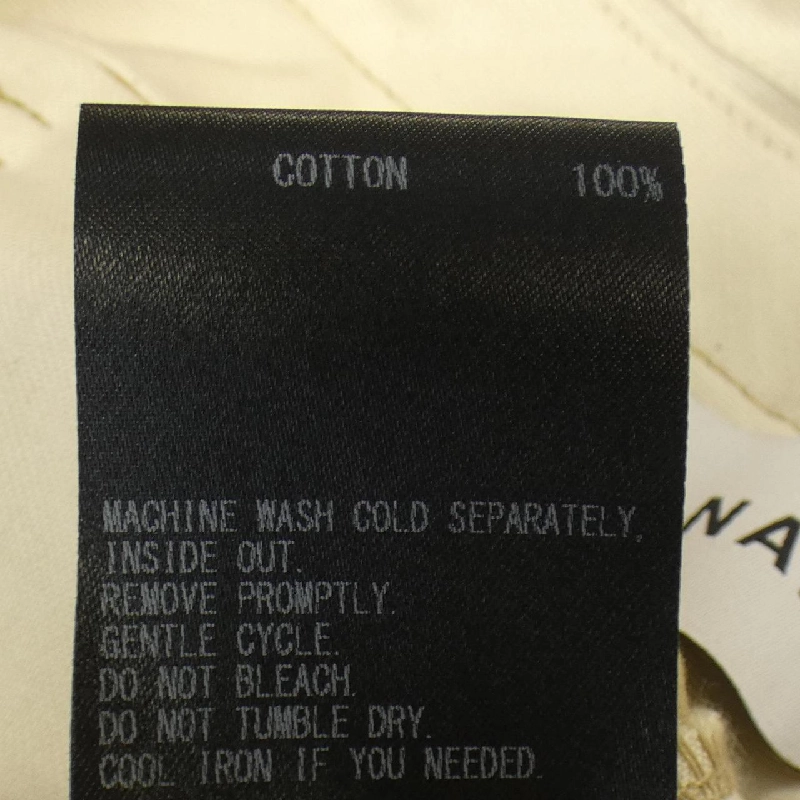 COTTON 100%
MACHINE WASH COLD SEPARATELY,
INSIDE OUT.
REMOVE PROMPTLY.
GENTLE CYCLE.
DO NOT BLEACH.
DO NOT TUMBLE DRY.
COOL IRON IF YOU NEEDED.